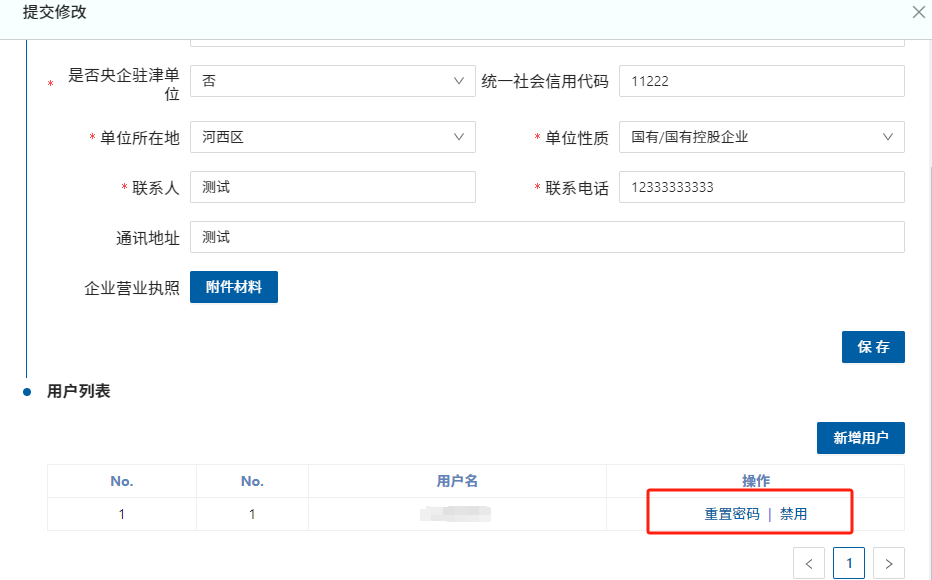 提交修改
* 是否央企驻津单位 否 统一社会信用代码 11222
* 单位所在地 河西区 * 单位性质 国有/国有控股企业
* 联系人 测试 * 联系电话 12333333333
通讯地址 测试
企业营业执照 附件材料
保 存
用户列表
新增用户
No. No. 用户名 操作
1 1 重置密码 | 禁用
< 1 >